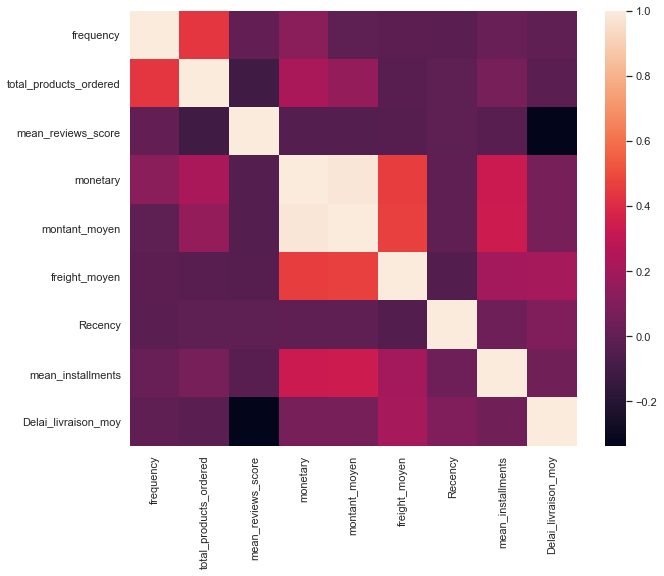 frequency
total_products_ordered
mean_reviews_score
monetary
montant_moyen
freight_moyen
Recency
mean_installments
Delai_livraison_moy
frequency
total_products_ordered
mean_reviews_score
monetary
montant_moyen
freight_moyen
Recency
mean_installments
Delai_livraison_moy
1.0
0.8
0.6
0.4
0.2
0.0
−0.2